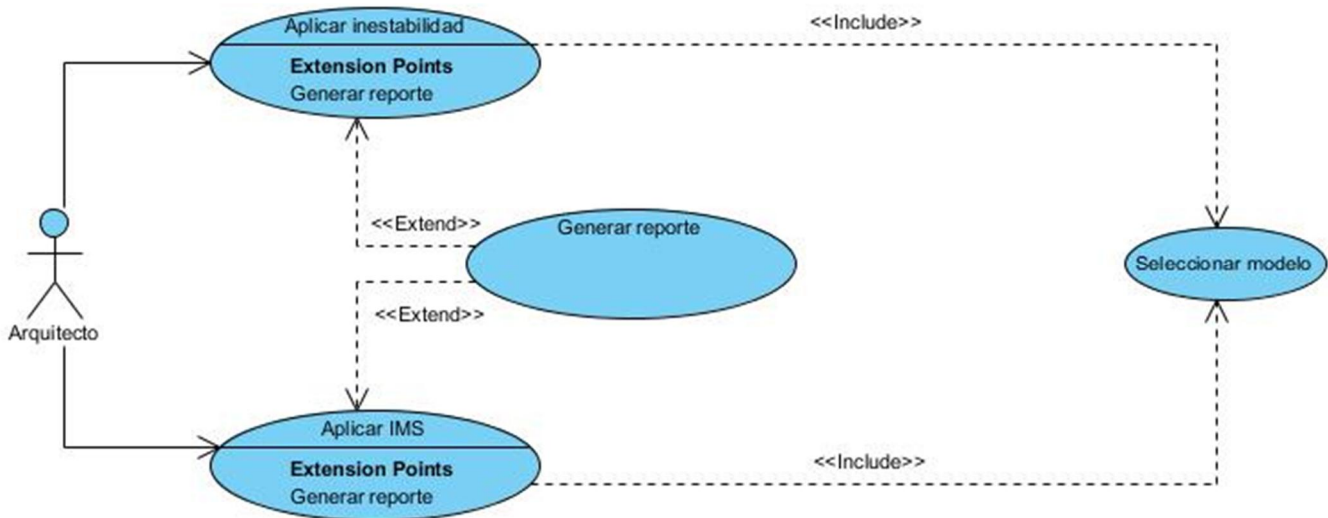 Aplicar inestabilidad
Extension Points
Generar reporte
<<Include>>
<<Extend>>
Generar reporte
Seleccionar modelo
<<Extend>>
Arquitecto
Aplicar IMS
Extension Points
Generar reporte
<<Include>>